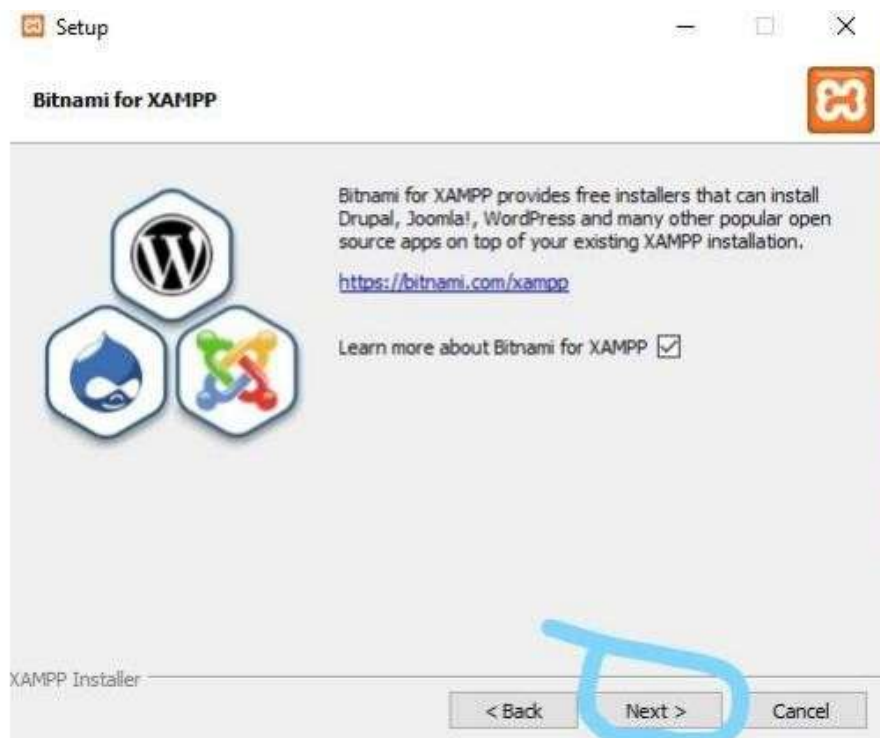 Setup
Bitnami for XAMPP
Bitnami for XAMPP provides free installers that can install
Drupal, Joomla!, WordPress and many other popular open
source apps on top of your existing XAMPP installation.
https://bitnami.com/xampp
Learn more about Bitnami for XAMPP
XAMPP Installer
< Back Next > Cancel